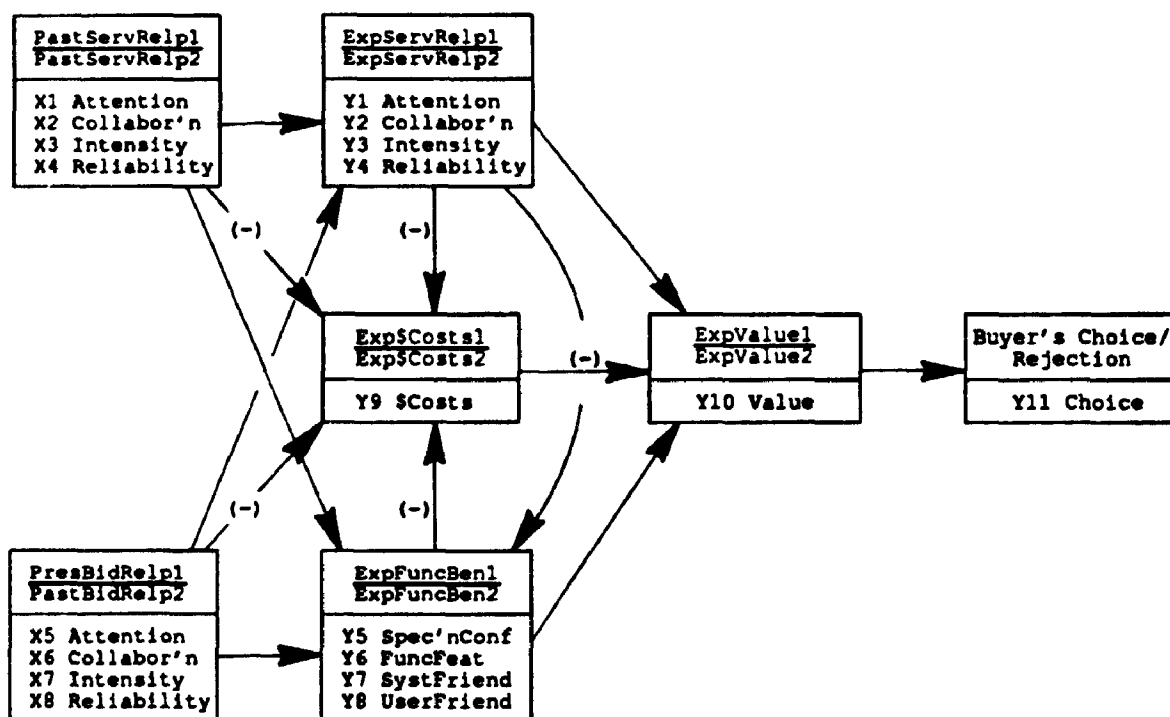 PastServRelp1
PastServRelp2
X1 Attention
X2 Collabor'n
X3 Intensity
X4 Reliability
ExpServRelp1
ExpServRelp2
Y1 Attention
Y2 Collabor'n
Y3 Intensity
Y4 Reliability
(-)
(-)
Exp$Costs1
Exp$Costs2
Y9 $Costs
(-)
ExpValue1
ExpValue2
Y10 Value
Buyer's Choice/
Rejection
Y11 Choice
(-)
(-)
PresBidRelp1
PastBidRelp2
X5 Attention
X6 Collabor'n
X7 Intensity
X8 Reliability
ExpFuncBen1
ExpFuncBen2
Y5 Spec'nConf
Y6 FuncFeat
Y7 SystFriend
Y8 UserFriend